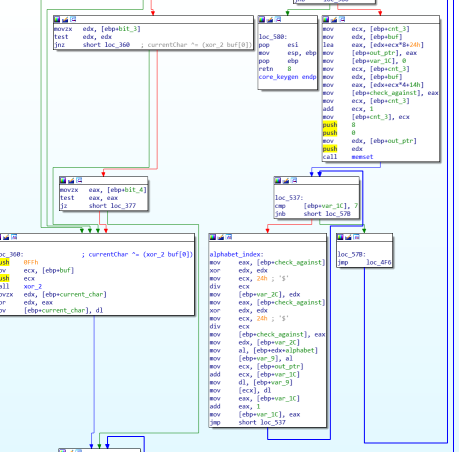 movzx edx, [ebp+bit_3]
test edx, edx
jnz short loc_360 ; currentChar ^= (xor_2 buf[0])
loc_580:
pop esi
mov esp, ebp
pop ebp
retn 8
core_keygen endp
mov ecx, [ebp+cnt_3]
mov edx, [ebp+buf]
lea eax, [edx+ecx*8+24h]
mov [ebp+out_ptr], eax
mov [ebp+var_1C], 0
mov ecx, [ebp+cnt_3]
mov edx, [ebp+buf]
mov eax, [edx+ecx*4+14h]
mov [ebp+check_against], eax
mov ecx, [ebp+cnt_3]
add ecx, 1
mov [ebp+cnt_3], ecx
push 8
push 0
mov edx, [ebp+out_ptr]
push edx
call memset
movzx eax, [ebp+bit_4]
test eax, eax
jz short loc_377
loc_537:
cmp [ebp+var_1C], 7
jnb short loc_57B
oc_360: ; currentChar ^= (xor_2 buf[0])
ush 0FFh
ov ecx, [ebp+buf]
ush ecx
all xor_2
ovzx edx, [ebp+current_char]
or edx, eax
ov [ebp+current_char], dl
alphabet_index:
mov eax, [ebp+check_against]
xor edx, edx
mov ecx, 24h ; '$'
div ecx
mov [ebp+var_2C], edx
mov eax, [ebp+check_against]
xor edx, edx
mov ecx, 24h ; '$'
div ecx
mov [ebp+check_against], eax
mov edx, [ebp+var_2C]
mov al, [ebp+edx+alphabet]
mov [ebp+var_9], al
mov ecx, [ebp+out_ptr]
add ecx, [ebp+var_1C]
mov dl, [ebp+var_9]
mov [ecx], dl
mov eax, [ebp+var_1C]
add eax, 1
mov [ebp+var_1C], eax
jmp short loc_537
loc_57B:
jmp loc_4F6